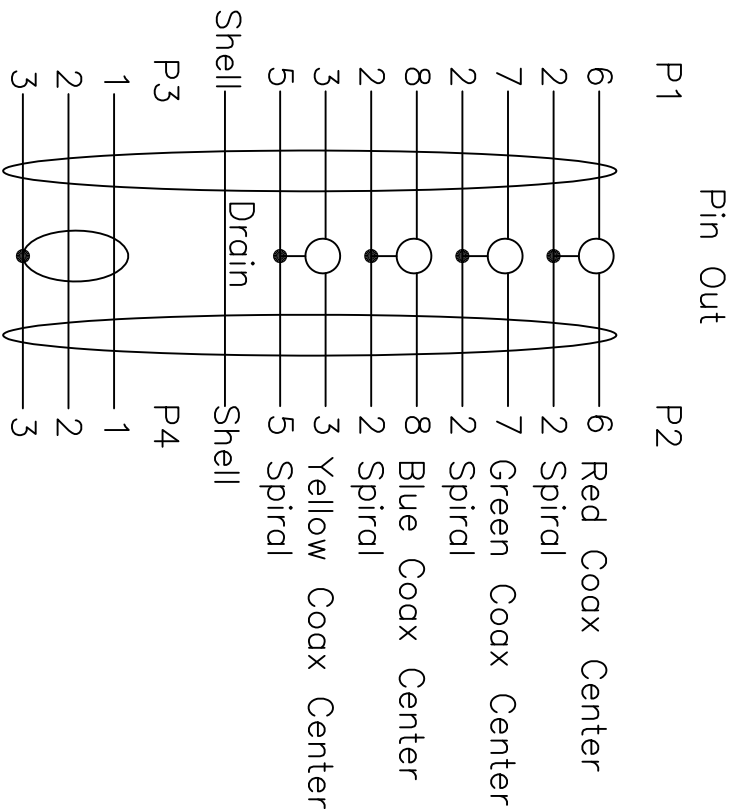 Pin Out
P1 P2
6 6 Red Coax Center
2 2 Spiral
7 7 Green Coax Center
2 2 Spiral
8 8 Blue Coax Center
2 2 Spiral
3 3 Yellow Coax Center
5 5 Spiral
Drain
Shell Shell
P3 P4
1 1
2 2
3 3